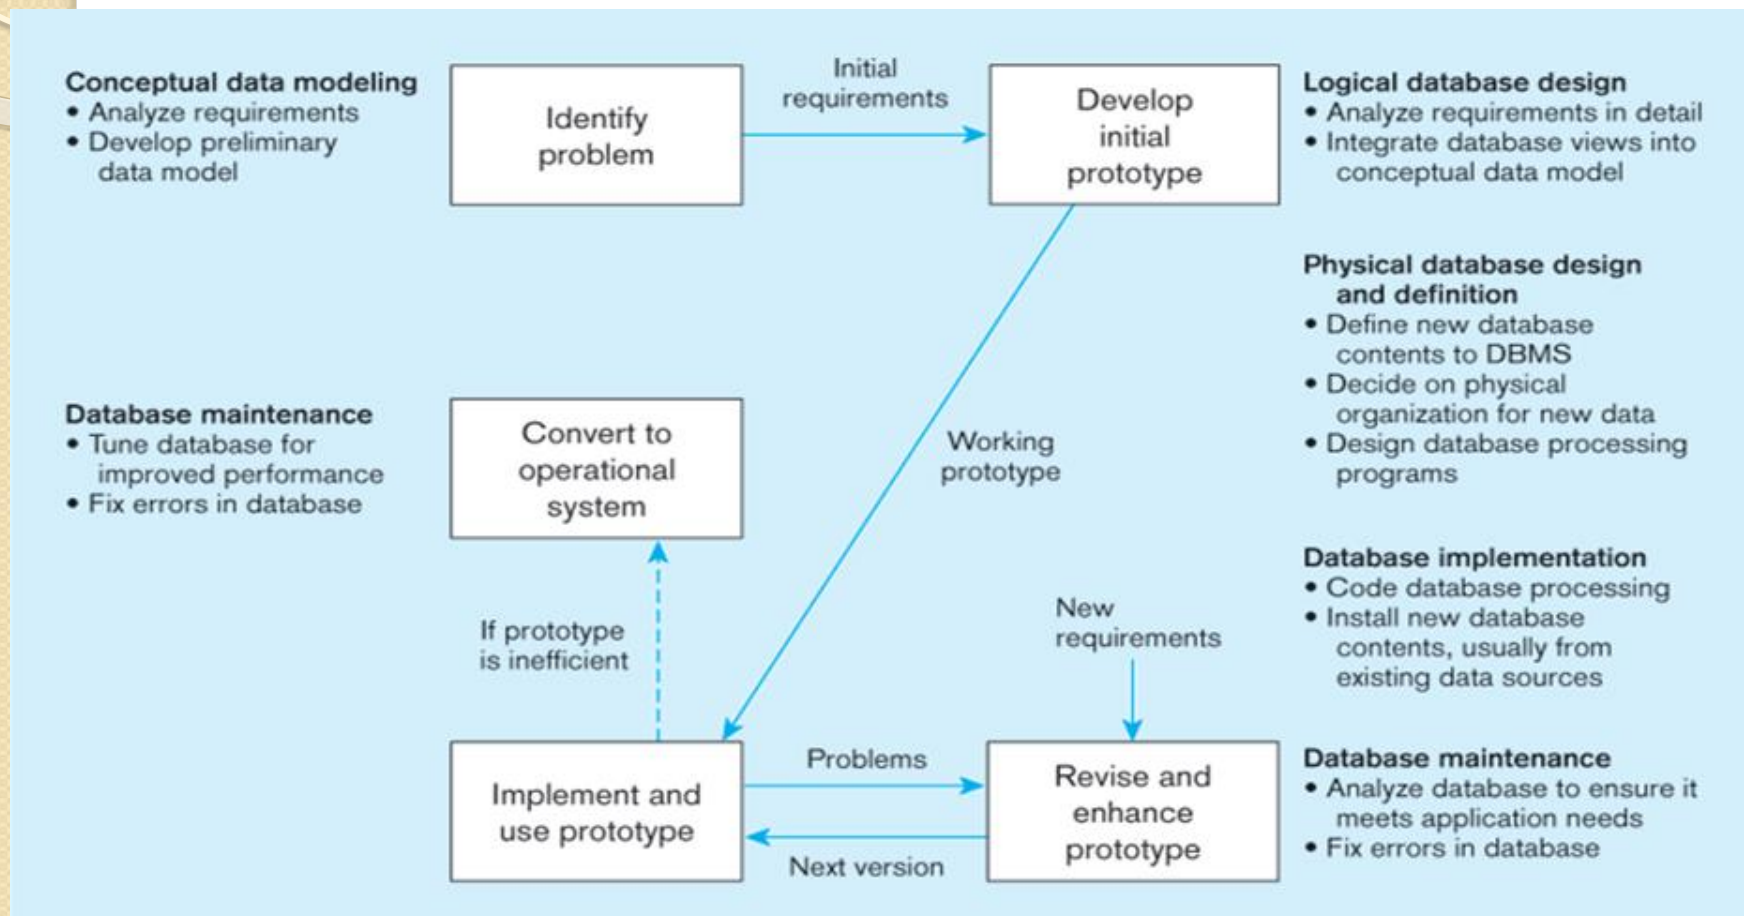 Conceptual data modeling
• Analyze requirements
• Develop preliminary
data model
Identify
problem
Initial
requirements
Develop
initial
prototype
Logical database design
• Analyze requirements in detail
• Integrate database views into
conceptual data model
Physical database design
and definition
• Define new database
contents to DBMS
• Decide on physical
organization for new data
• Design database processing
programs
Database maintenance
• Tune database for
improved performance
• Fix errors in database
Convert to
operational
system
Working
prototype
Database implementation
• Code database processing
• Install new database
contents, usually from
existing data sources
If prototype
is inefficient
New
requirements
Implement and
use prototype
Problems
Next version
Revise and
enhance
prototype
Database maintenance
• Analyze database to ensure it
meets application needs
• Fix errors in database